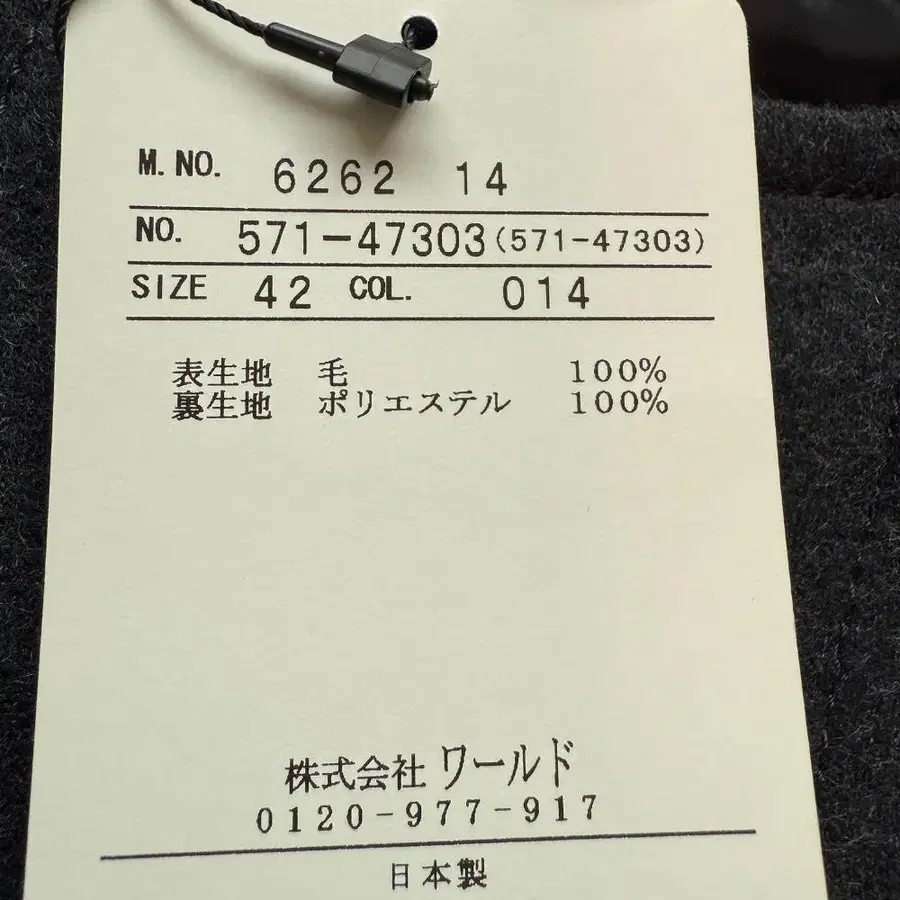 M.NO. 6262 14
NO. 571-47303(571-47303)
SIZE 42 COL. 014
表生地 毛 100%
裏生地 ポリエステル 100%
株式会社 ワールド
0120-977-917
日本製